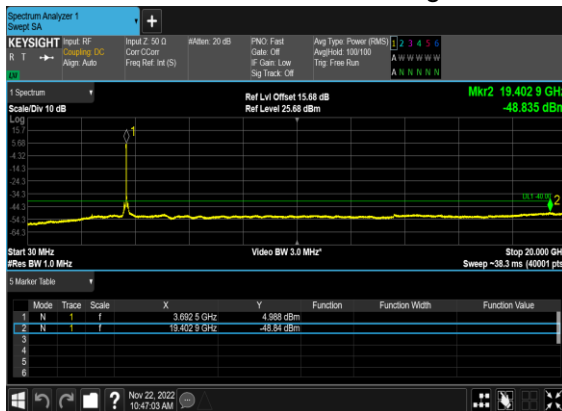 Spectrum Analyzer 1
Swept SA
+
KEYSIGHT Input: RF Input Z: 50 Ω #Atten: 20 dB PNO: Fast Avg Type: Power (RMS) 1 2 3 4 5 6
R T Coupling: DC Corr CCorr Gate: Off Avg|Hold: 100/100 A W W W W W
Align: Auto Freq Ref: Int (S) IF Gain: Low Trig: Free Run
Sig Track: Off A N N N N N
1 Spectrum Ref Lvl Offset 15.68 dB Mkr2 19.402 9 GHz
Scale/Div 10 dB Ref Level 25.68 dBm -48.835 dBm
Log
15.7
1
5.68
-4.32
-14.3
-24.3
-34.3
2
-44.3
-54.3
-64.3
Start 30 MHz Video BW 3.0 MHz* Stop 20.000 GHz
#Res BW 1.0 MHz Sweep ~38.3 ms (40001 pts)
5 Marker Table
Mode Trace Scale X Y Function Function Width Function Value
1 N 1 f 3.692 5 GHz 4.988 dBm
2 N 1 f 19.402 9 GHz -48.84 dBm
3
4
5
6
? Nov 22, 2022
10:47:03 AM